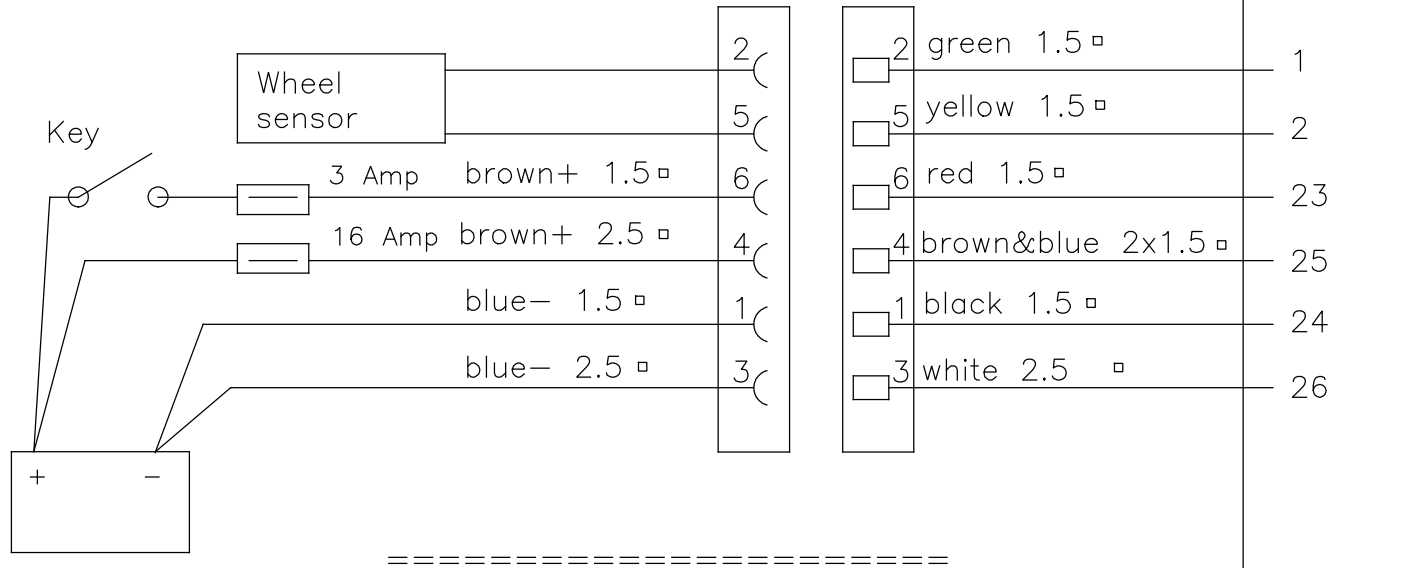 2 2 green 1.5 □ 1
Wheel
sensor
5 5 yellow 1.5 □ 2
Key
3 Amp brown+ 1.5 □ 6 6 red 1.5 □ 23
16 Amp brown+ 2.5 □ 4 4 brown&blue 2x1.5 □ 25
blue− 1.5 □ 1 1 black 1.5 □ 24
blue− 2.5 □ 3 3 white 2.5 □ 26
+ −
======================